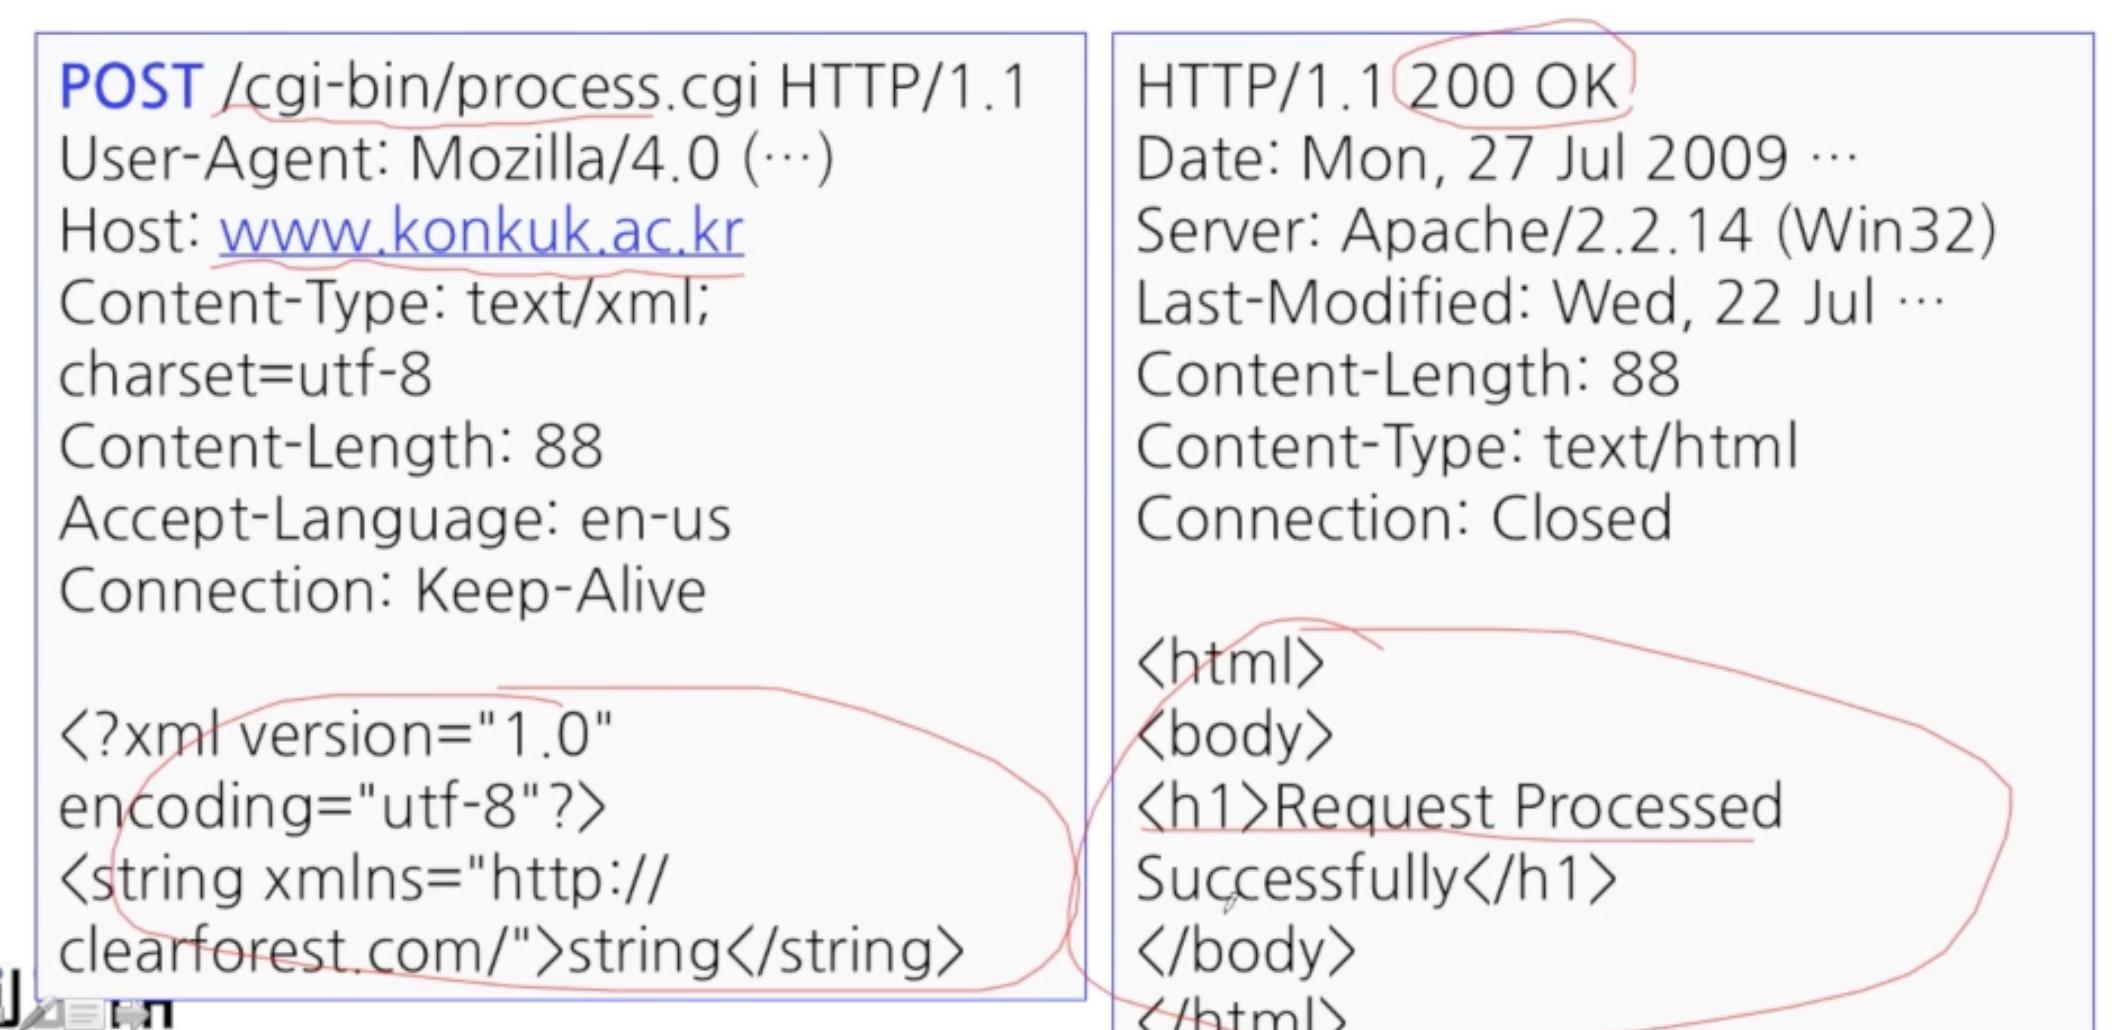 POST /cgi-bin/process.cgi HTTP/1.1
User-Agent: Mozilla/4.0 (…)
Host: www.konkuk.ac.kr
Content-Type: text/xml;
charset=utf-8
Content-Length: 88
Accept-Language: en-us
Connection: Keep-Alive

<?xml version="1.0"
encoding="utf-8"?>
<string xmlns="http://
clearforest.com/">string</string>

HTTP/1.1 200 OK
Date: Mon, 27 Jul 2009 …
Server: Apache/2.2.14 (Win32)
Last-Modified: Wed, 22 Jul …
Content-Length: 88
Content-Type: text/html
Connection: Closed

<html>
<body>
<h1>Request Processed
Successfully</h1>
</body>
</html>